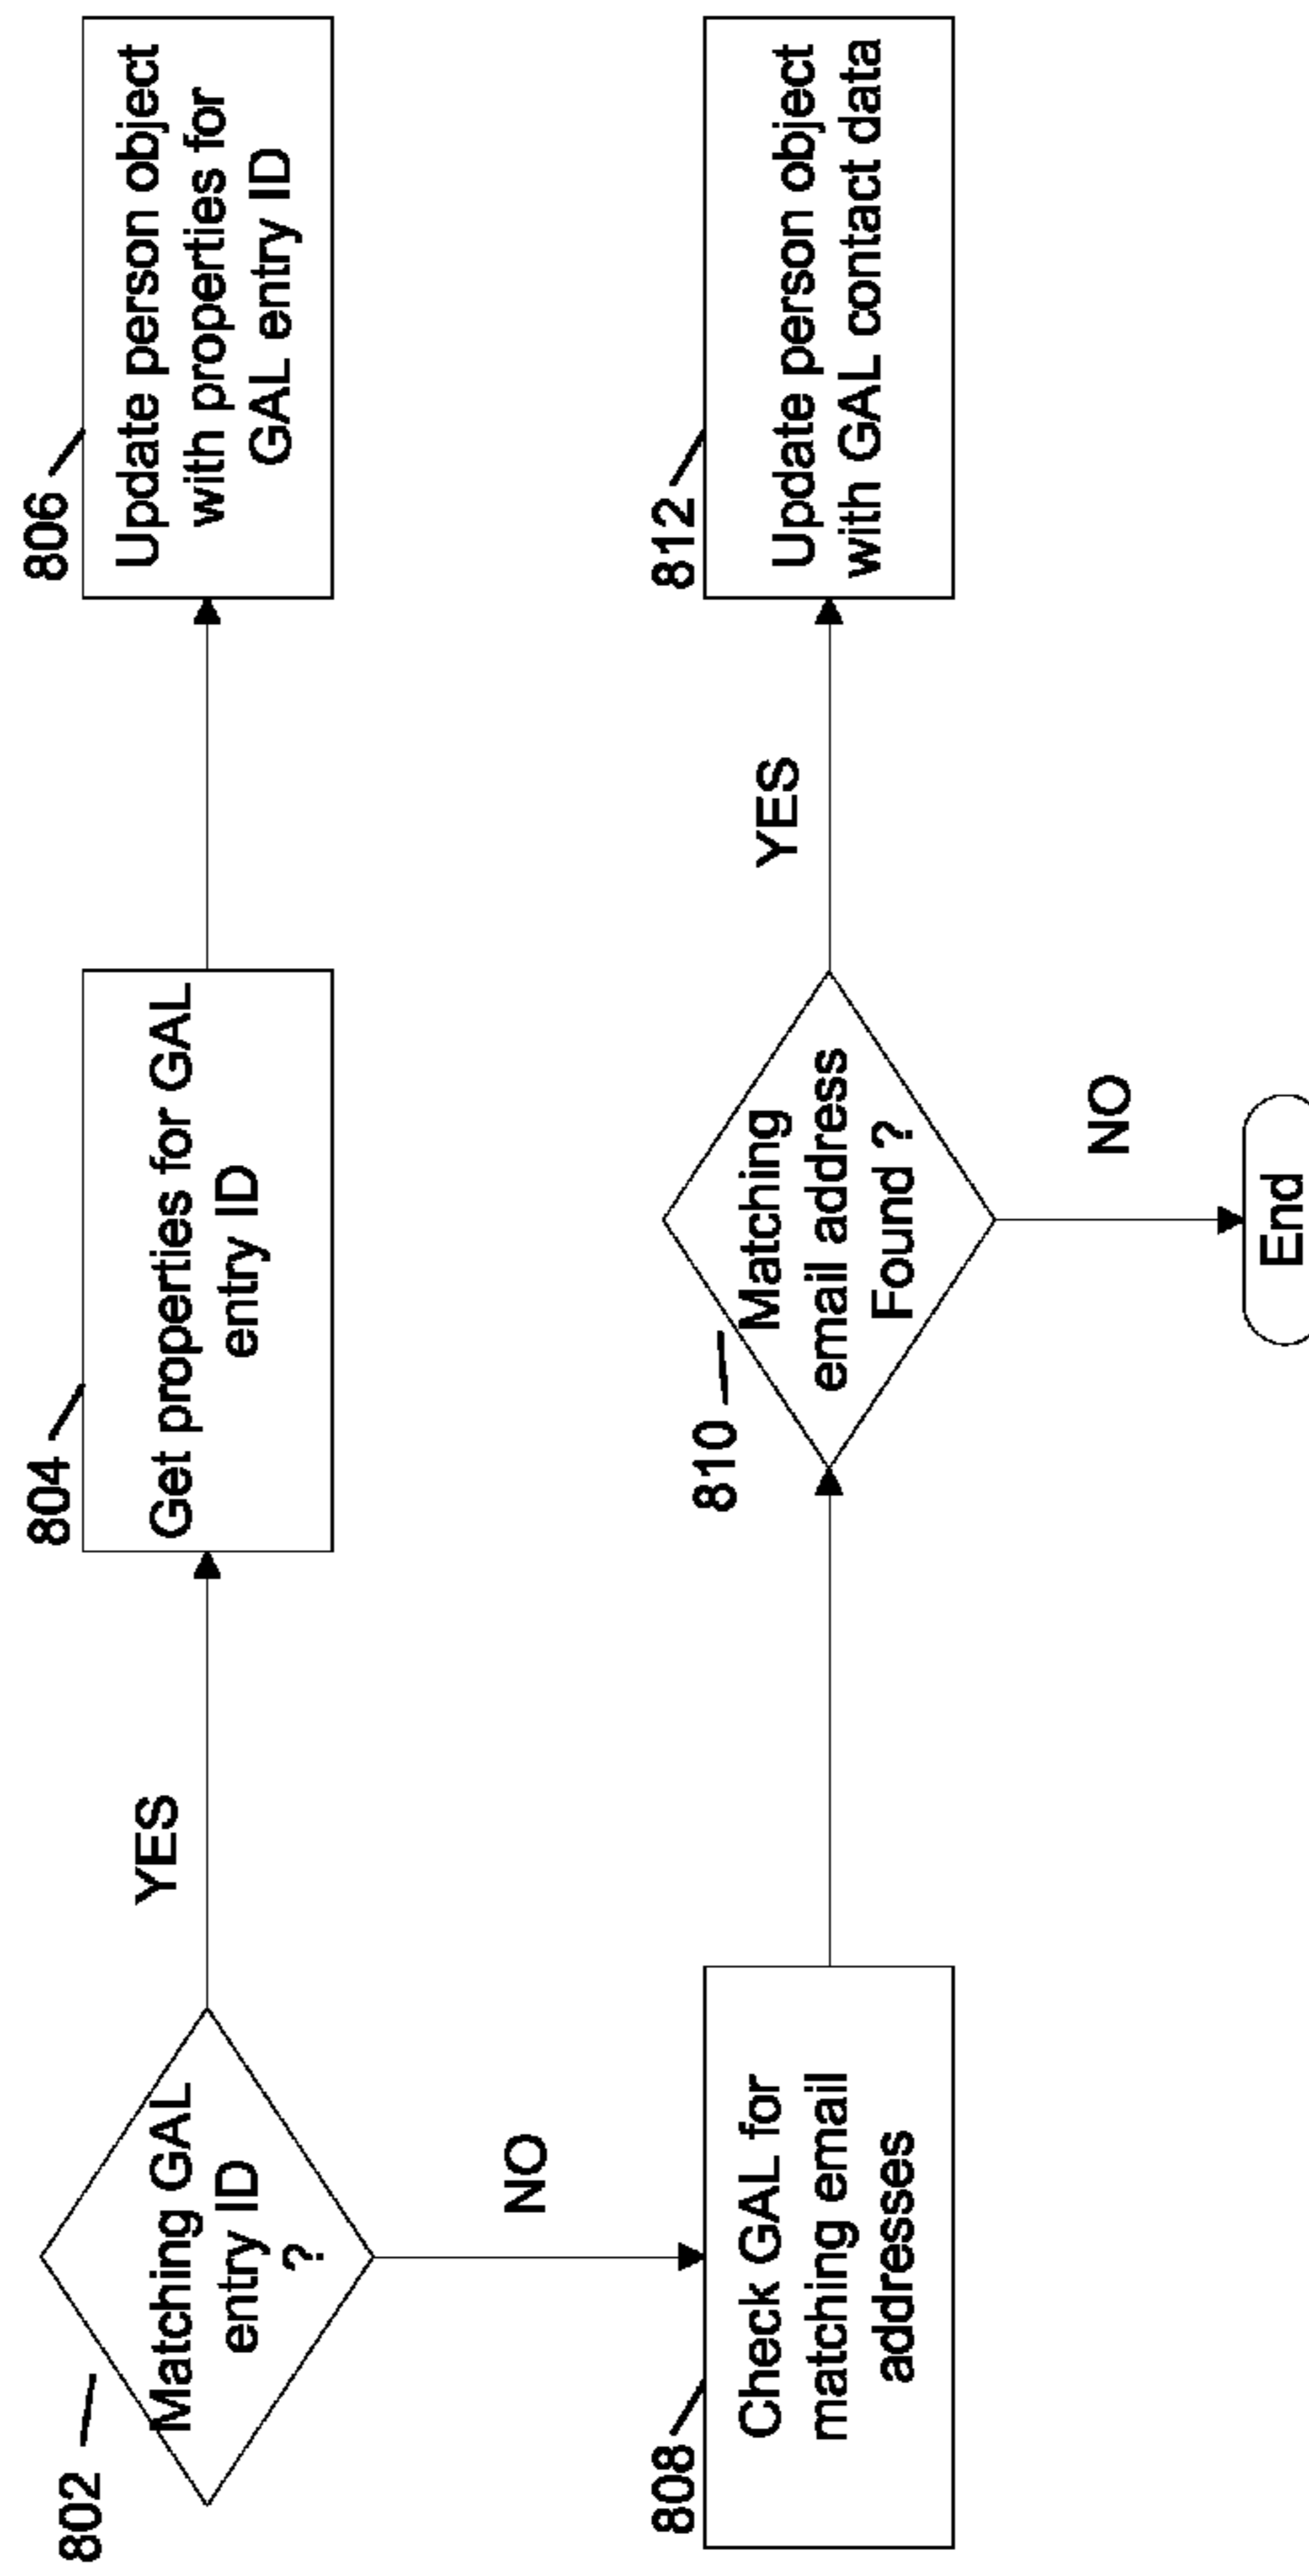 802
Matching GAL
entry ID
?
YES
804
Get properties for GAL
entry ID
806
Update person object
with properties for
GAL entry ID
NO
808
Check GAL for
matching email
addresses
810
Matching
email address
Found ?
YES
812
Update person object
with GAL contact data
NO
End